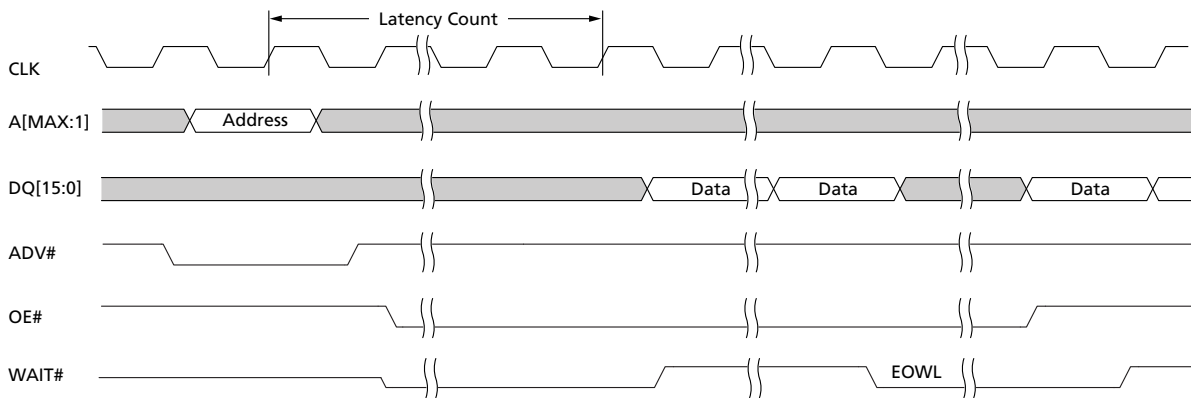 Latency Count
CLK
A[MAX:1]
Address
DQ[15:0]
Data
Data
Data
ADV#
OE#
WAIT#
EOWL